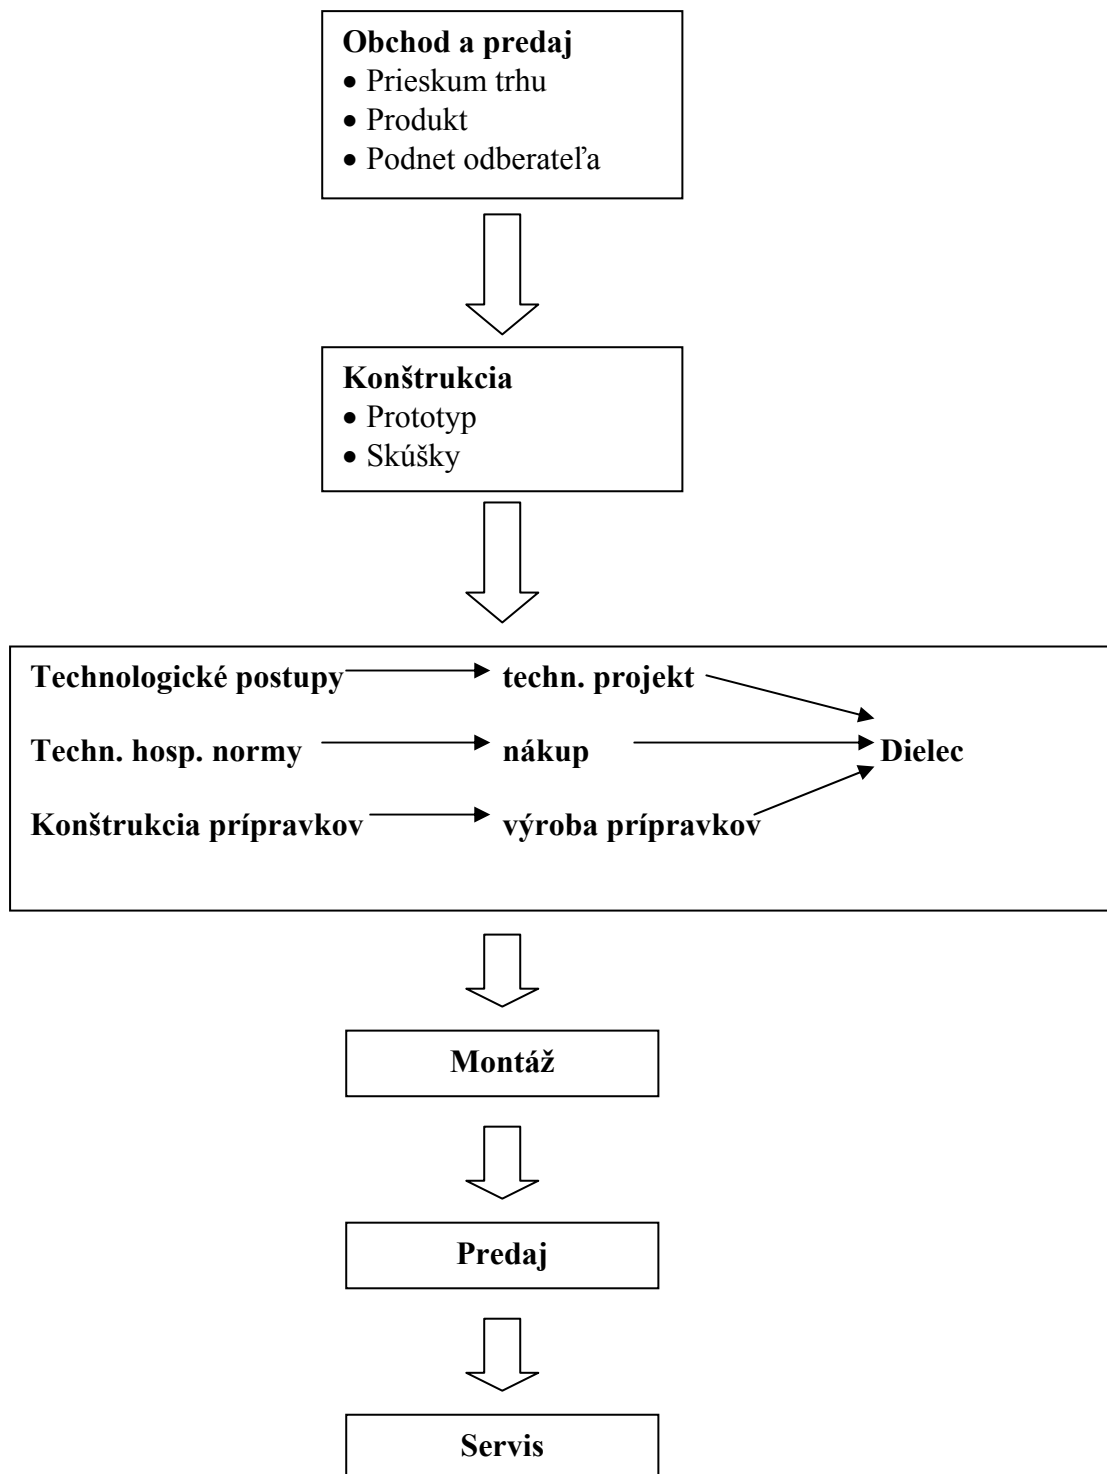 Obchod a predaj
• Prieskum trhu
• Produkt
• Podnet odberateľa
Konštrukcia
• Prototyp
• Skúšky
Technologické postupy techn. projekt
Techn. hosp. normy nákup Dielec
Konštrukcia prípravkov výroba prípravkov
Montáž
Predaj
Servis